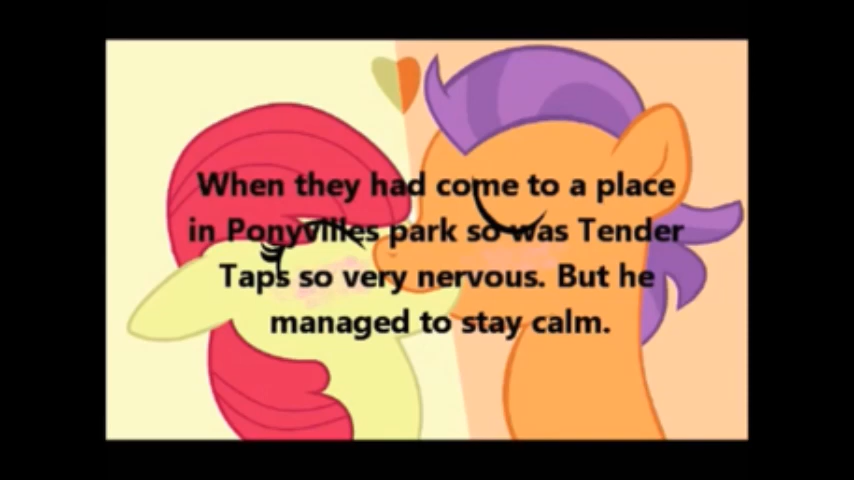 When they had come to a place
in Ponyvilles park so was Tender
Taps so very nervous. But he
managed to stay calm.